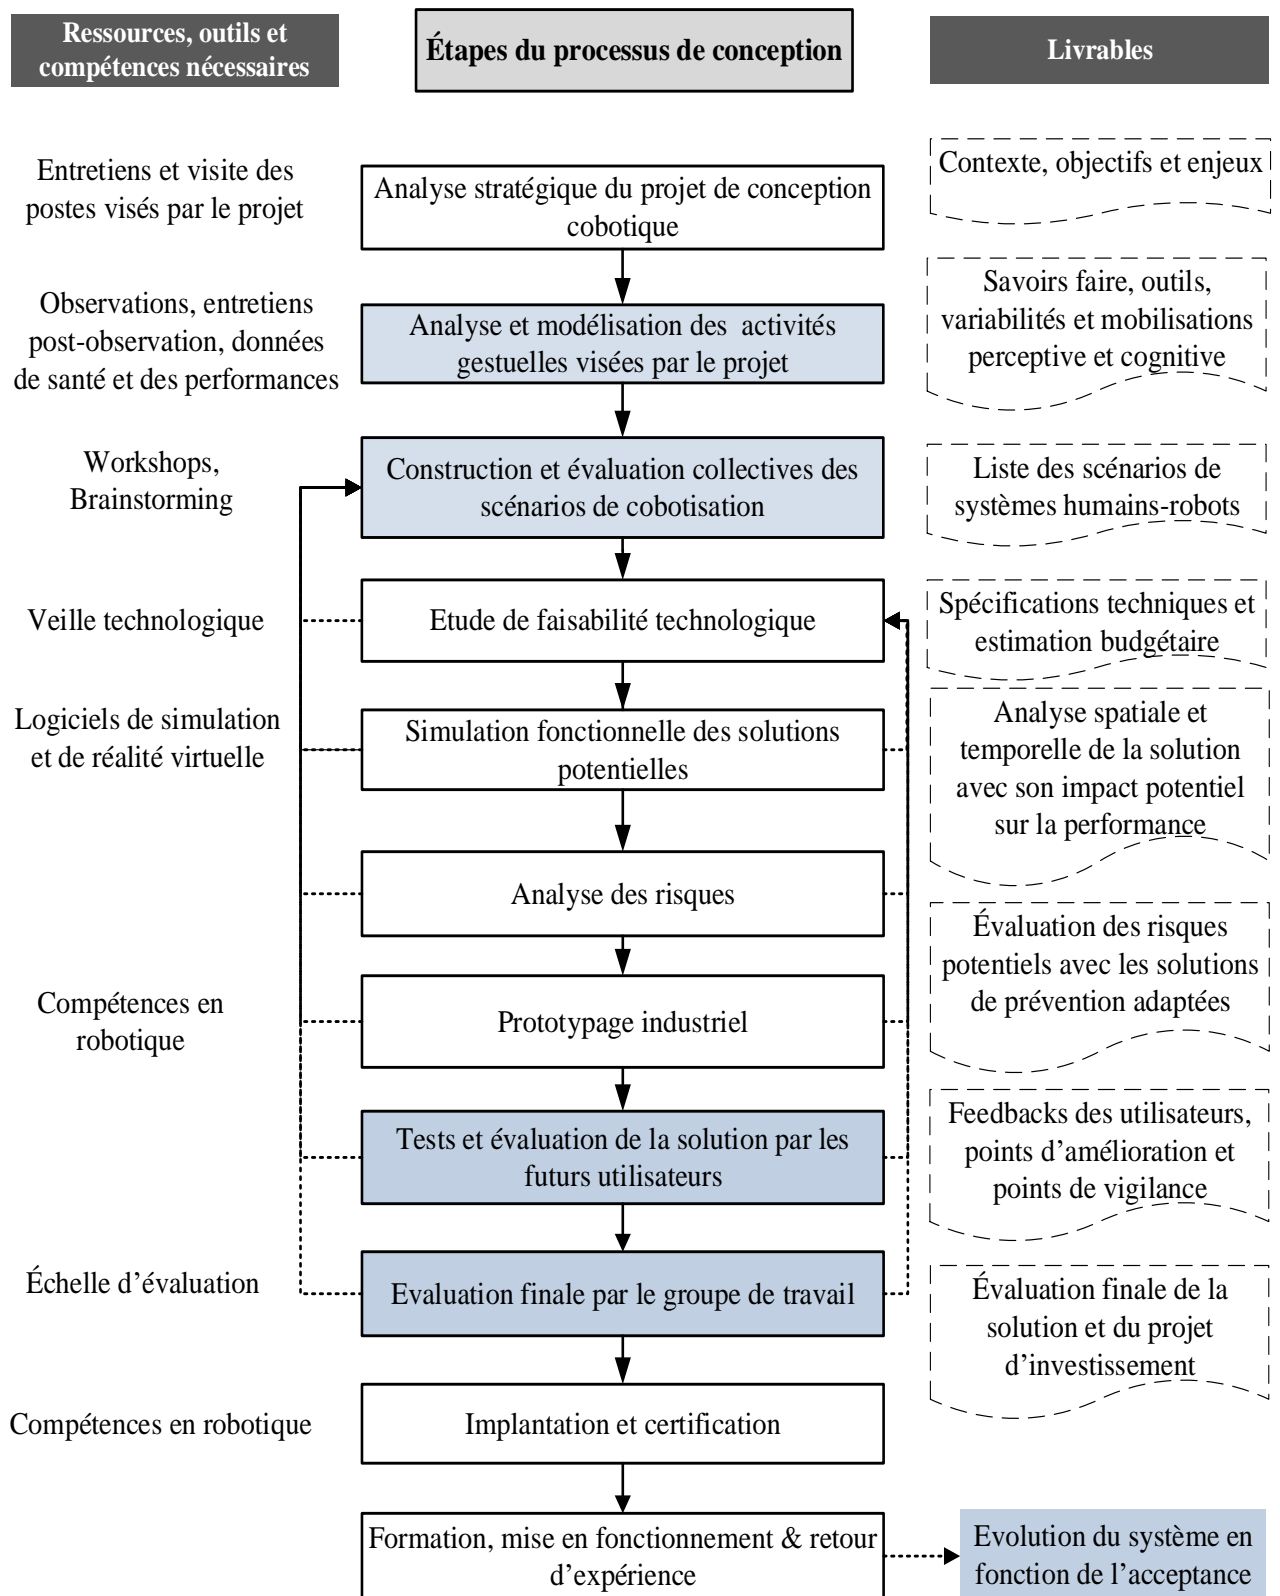 Ressources, outils et
compétences nécessaires
Étapes du processus de conception
Livrables
Entretiens et visite des
postes visés par le projet
Analyse stratégique du projet de conception
cobotique
Contexte, objectifs et enjeux
Observations, entretiens
post-observation, données
de santé et des performances
Analyse et modélisation des activités
gestuelles visées par le projet
Savoirs faire, outils,
variabilités et mobilisations
perceptive et cognitive
Workshops,
Brainstorming
Construction et évaluation collectives des
scénarios de cobotisation
Liste des scénarios de
systèmes humains-robots
Veille technologique
Etude de faisabilité technologique
Spécifications techniques et
estimation budgétaire
Logiciels de simulation
et de réalité virtuelle
Simulation fonctionnelle des solutions
potentielles
Analyse spatiale et
temporelle de la solution
avec son impact potentiel
sur la performance
Analyse des risques
Évaluation des risques
potentiels avec les solutions
de prévention adaptées
Compétences en
robotique
Prototypage industriel
Tests et évaluation de la solution par les
futurs utilisateurs
Feedbacks des utilisateurs,
points d’amélioration et
points de vigilance
Échelle d’évaluation
Evaluation finale par le groupe de travail
Évaluation finale de la
solution et du projet
d’investissement
Compétences en robotique
Implantation et certification
Formation, mise en fonctionnement & retour
d’expérience
Evolution du système en
fonction de l’acceptance